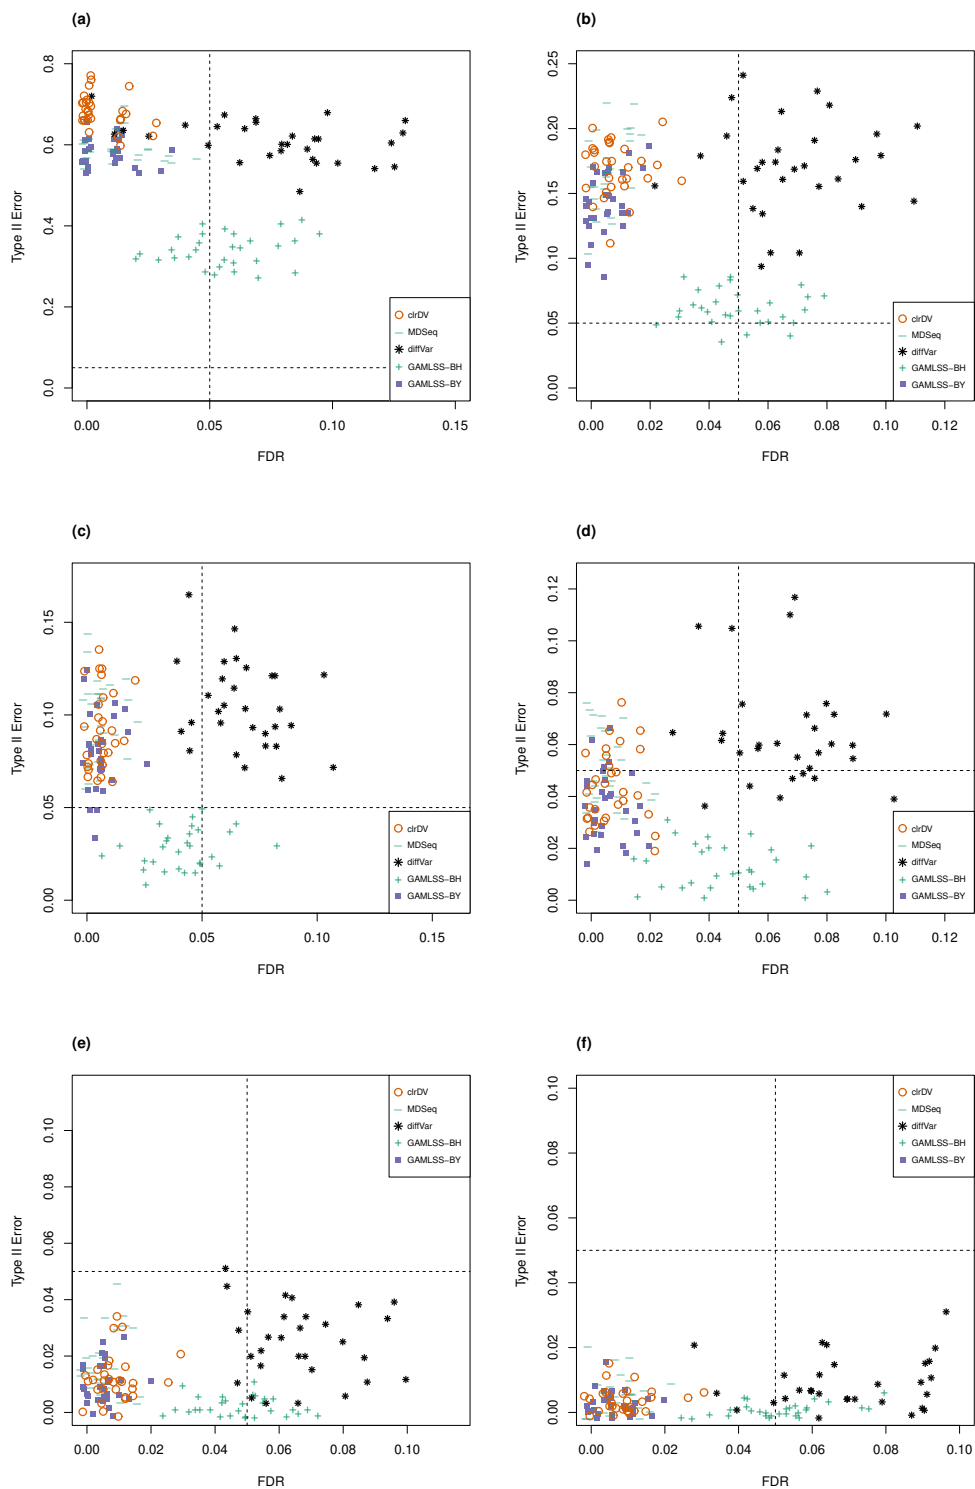 (a)
Type II Error
0.0 0.2 0.4 0.6 0.8
0.00 0.05 0.10 0.15
FDR
clrDV
MDSeq
diffVar
GAMLSS−BH
GAMLSS−BY
(b)
Type II Error
0.00 0.05 0.10 0.15 0.20 0.25
0.00 0.02 0.04 0.06 0.08 0.10 0.12
FDR
clrDV
MDSeq
diffVar
GAMLSS−BH
GAMLSS−BY
(c)
Type II Error
0.00 0.05 0.10 0.15
0.00 0.05 0.10 0.15
FDR
clrDV
MDSeq
diffVar
GAMLSS−BH
GAMLSS−BY
(d)
Type II Error
0.00 0.02 0.04 0.06 0.08 0.10 0.12
0.00 0.02 0.04 0.06 0.08 0.10 0.12
FDR
clrDV
MDSeq
diffVar
GAMLSS−BH
GAMLSS−BY
(e)
Type II Error
0.00 0.02 0.04 0.06 0.08 0.10
0.00 0.02 0.04 0.06 0.08 0.10
FDR
clrDV
MDSeq
diffVar
GAMLSS−BH
GAMLSS−BY
(f)
Type II Error
0.00 0.02 0.04 0.06 0.08 0.10
0.00 0.02 0.04 0.06 0.08 0.10
FDR
clrDV
MDSeq
diffVar
GAMLSS−BH
GAMLSS−BY